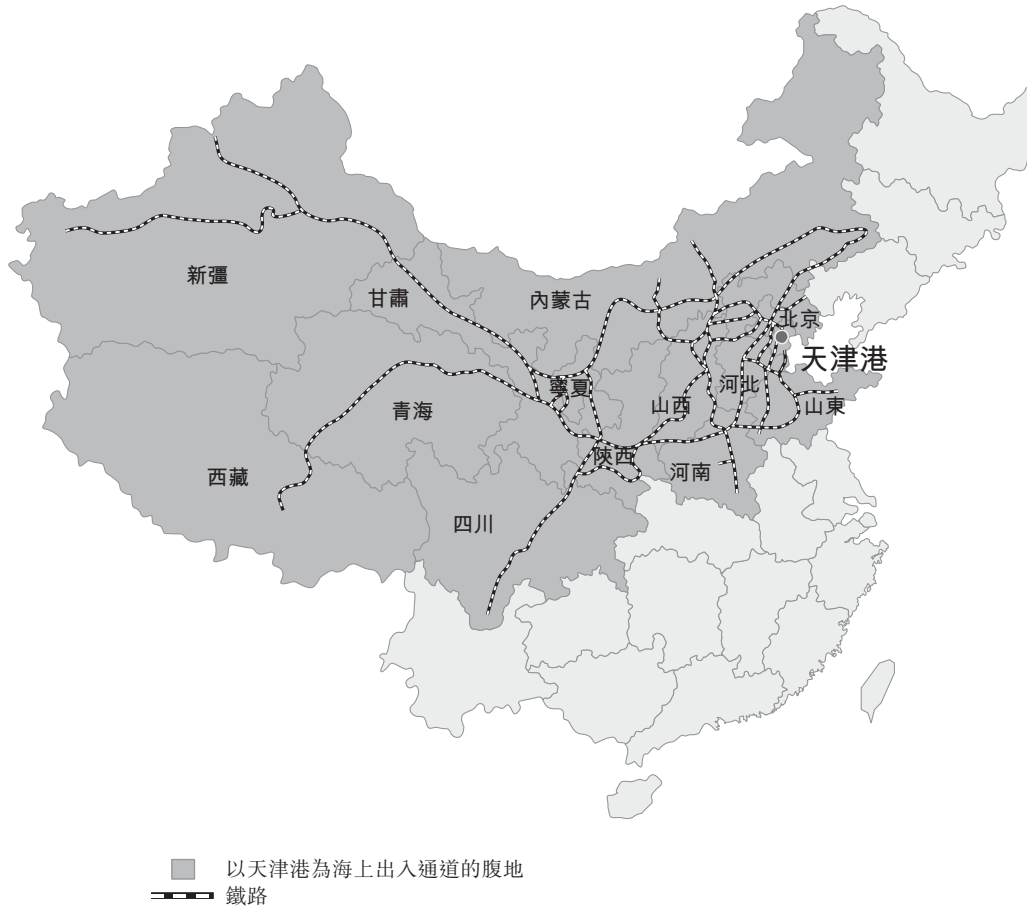 北京
新彊
甘肅
內蒙古
天津港
寧夏
河北
青海
山西
山東
陝西
河南
西藏
四川
以天津港為海上出入通道的腹地
鐵路